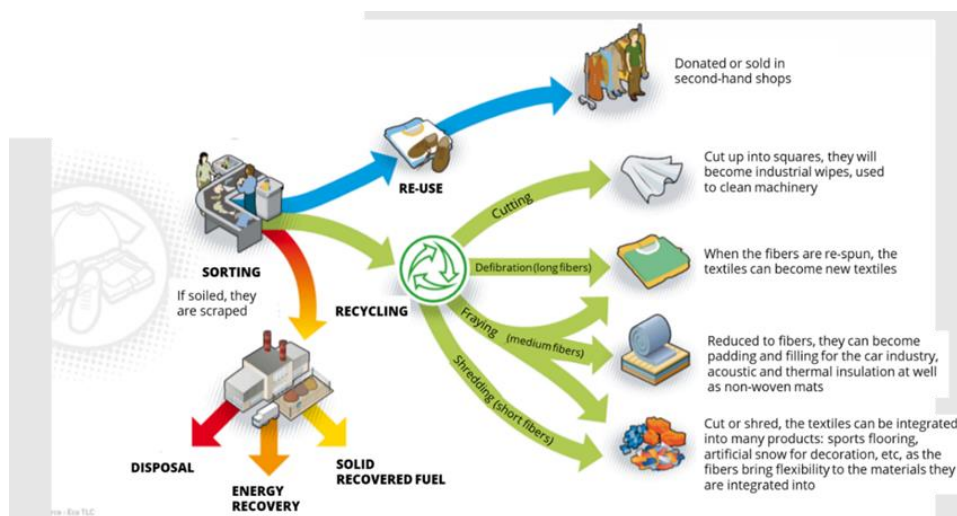 Donated or sold in
second-hand shops
RE-USE
Cutting
Cut up into squares, they will
become industrial wipes, used
to clean machinery
SORTING
If soiled, they
are scraped
RECYCLING
Defibration (long fibers)
When the fibers are re-spun, the
textiles can become new textiles
Fraying (medium fibers)
Reduced to fibers, they can become
padding and filling for the car industry,
acoustic and thermal insulation at well
as non-woven mats
Shredding (short fibers)
Cut or shred, the textiles can be integrated
into many products: sports flooring,
artificial snow for decoration, etc, as the
fibers bring flexibility to the materials they
are integrated into
DISPOSAL
ENERGY
RECOVERY
SOLID
RECOVERED FUEL
- Eco TLC